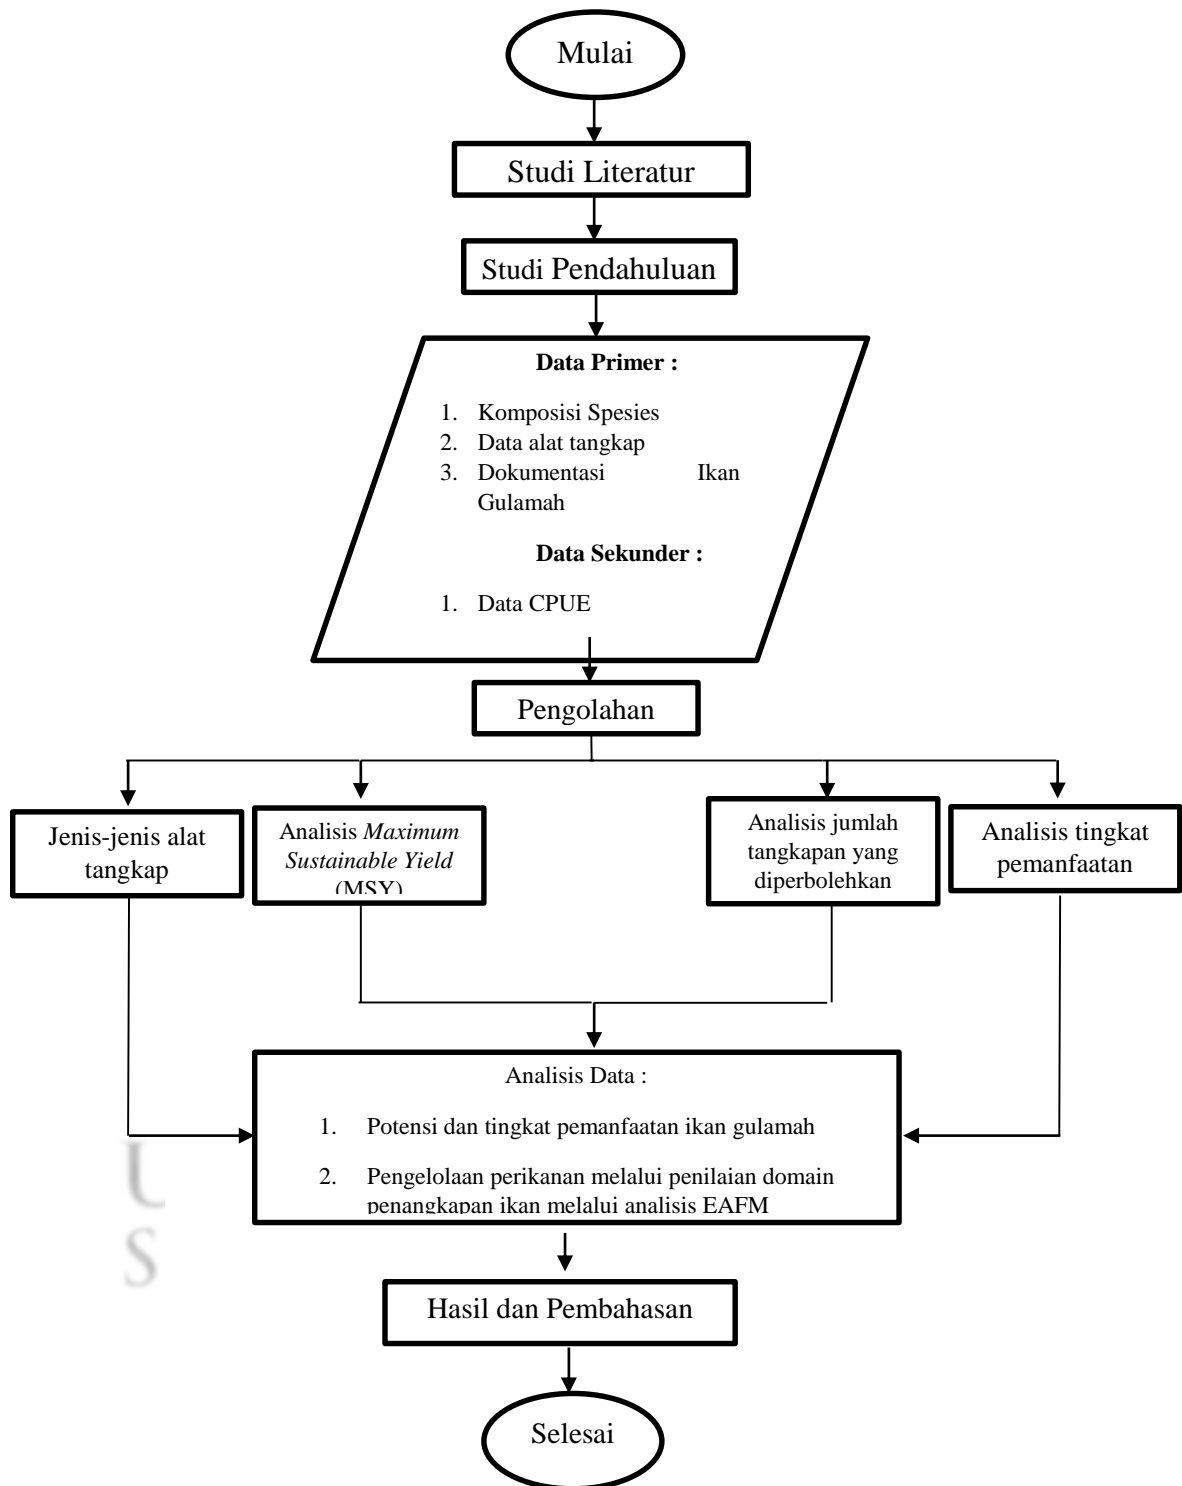 Mulai
Studi Literatur
Studi Pendahuluan
Data Primer :
1. Komposisi Spesies
2. Data alat tangkap
3. Dokumentasi Ikan
Gulamah
Data Sekunder :
1. Data CPUE
Pengolahan
Jenis-jenis alat
tangkap
Analisis Maximum
Sustainable Yield
(MSY)
Analisis jumlah
tangkapan yang
diperbolehkan
Analisis tingkat
pemanfaatan
Analisis Data :
1. Potensi dan tingkat pemanfaatan ikan gulamah
2. Pengelolaan perikanan melalui penilaian domain
penangkapan ikan melalui analisis EAFM
Hasil dan Pembahasan
Selesai